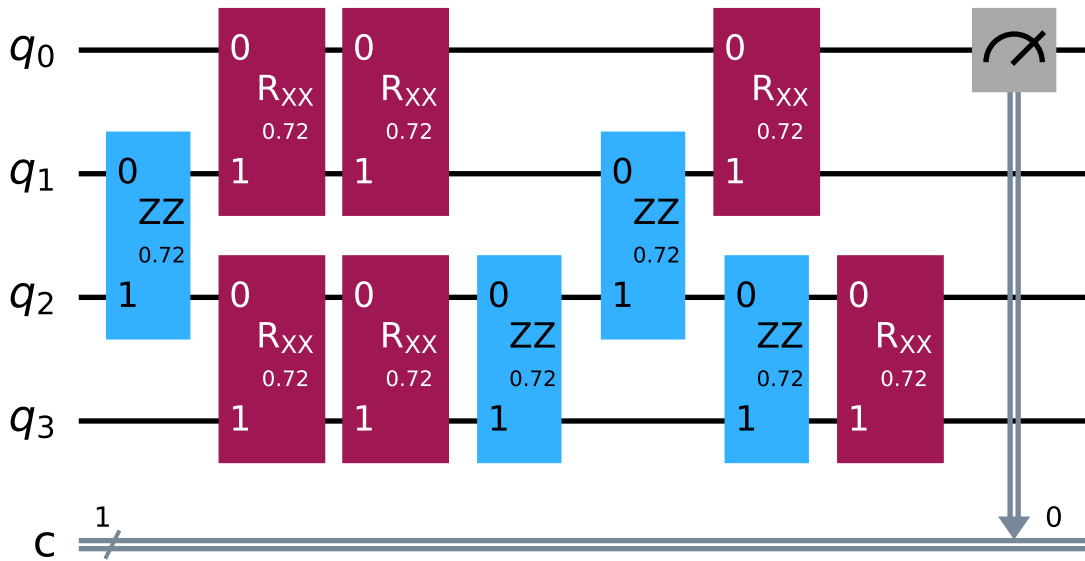 q0 0 0 0
RXX RXX RXX
0.72 0.72 0.72
q1 0 1 1 0 1
ZZ ZZ
0.72 0.72
q2 1 0 0 0 1 0 0
RXX RXX ZZ ZZ RXX
0.72 0.72 0.72 0.72 0.72
q3 1 1 1 1 1
1 0
c